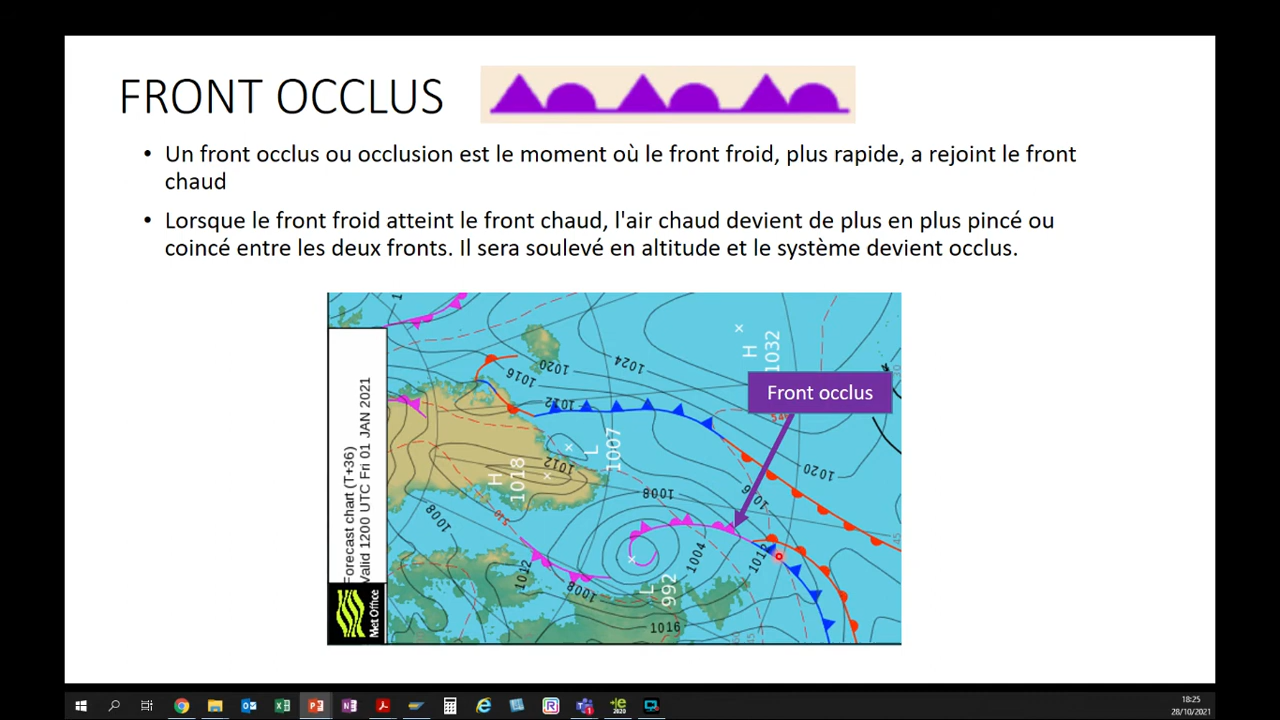 FRONT OCCLUS
• Un front occlus ou occlusion est le moment où le front froid, plus rapide, a rejoint le front
chaud
• Lorsque le front froid atteint le front chaud, l'air chaud devient de plus en plus pincé ou
coincé entre les deux fronts. Il sera soulevé en altitude et le système devient occlus.
Forecast chart (T+36)
Valid 1200 UTC Fri 01 JAN 2021
Met Office
1020
1024
1016
1012
H
1032
Front occlus
L
1007
1012
H
1018
1020
1008
1008
510
1004
1012
1012
1008
L
992
1016
18:25
28/10/2021